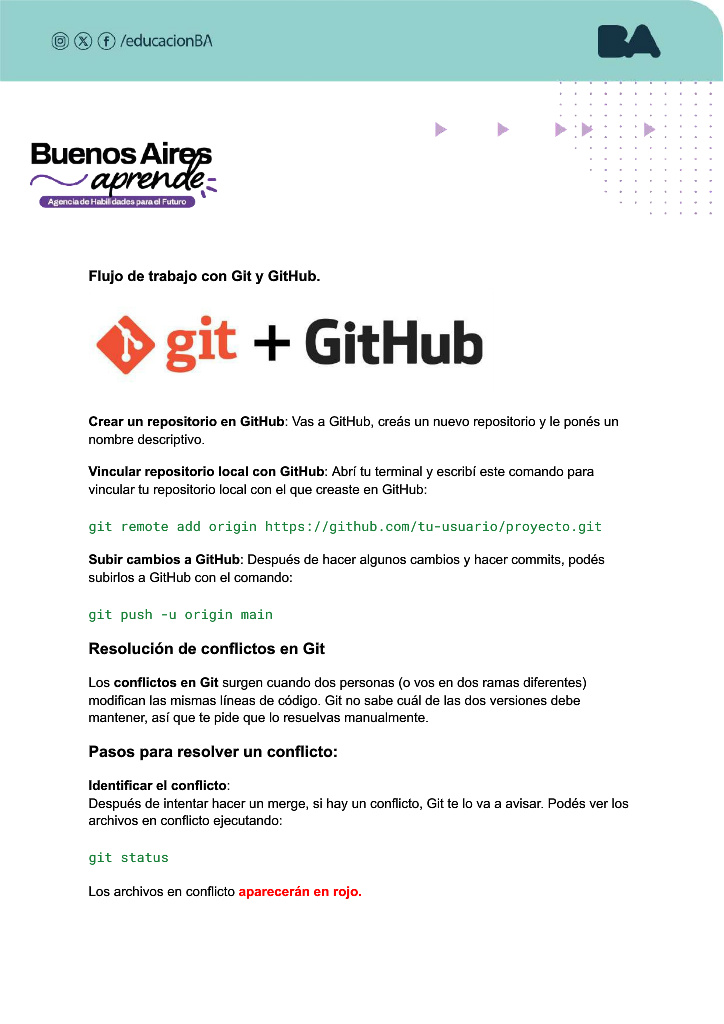 /educacionBA
BA
Buenos Aires
aprende
Agencia de Habilidades para el Futuro
Flujo de trabajo con Git y GitHub.
git + GitHub
Crear un repositorio en GitHub: Vas a GitHub, creás un nuevo repositorio y le ponés un
nombre descriptivo.
Vincular repositorio local con GitHub: Abrí tu terminal y escribí este comando para
vincular tu repositorio local con el que creaste en GitHub:
git remote add origin https://github.com/tu-usuario/proyecto.git
Subir cambios a GitHub: Después de hacer algunos cambios y hacer commits, podés
subirlos a GitHub con el comando:
git push -u origin main
Resolución de conflictos en Git
Los conflictos en Git surgen cuando dos personas (o vos en dos ramas diferentes)
modifican las mismas líneas de código. Git no sabe cuál de las dos versiones debe
mantener, así que te pide que lo resuelvas manualmente.
Pasos para resolver un conflicto:
Identificar el conflicto:
Después de intentar hacer un merge, si hay un conflicto, Git te lo va a avisar. Podés ver los
archivos en conflicto ejecutando:
git status
Los archivos en conflicto aparecerán en rojo.